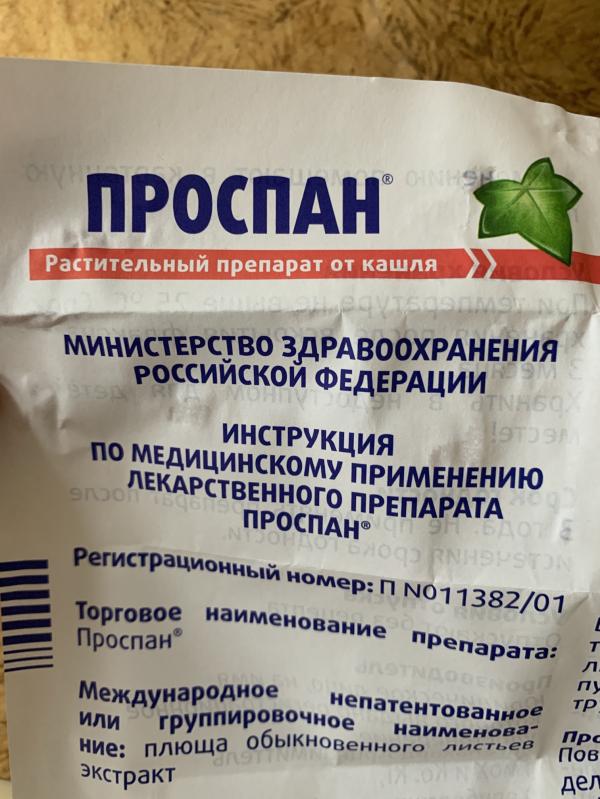 ПРОСПАН®
Растительный препарат от кашля
МИНИСТЕРСТВО ЗДРАВООХРАНЕНИЯ
РОССИЙСКОЙ ФЕДЕРАЦИИ
ИНСТРУКЦИЯ
ПО МЕДИЦИНСКОМУ ПРИМЕНЕНИЮ
ЛЕКАРСТВЕННОГО ПРЕПАРАТА
ПРОСПАН®
Регистрационный номер: П N011382/01
Торговое наименование препарата:
Проспан®
Международное непатентованное
или группировочное наименова-
ние: плюща обыкновенного листьев
экстракт